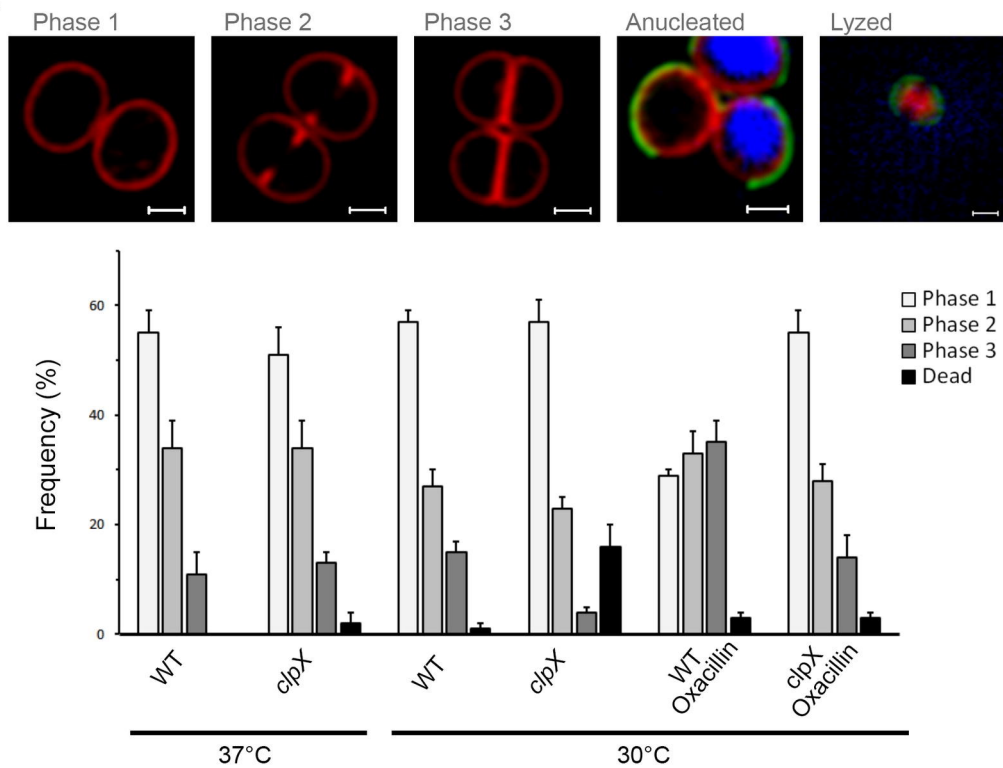 Phase 1
Phase 2
Phase 3
Anucleated
Lyzed
Frequency (%)
60
40
20
0
Phase 1
Phase 2
Phase 3
Dead
WT
clpX
WT
clpX
WT
Oxacillin
clpX
Oxacillin
37°C
30°C